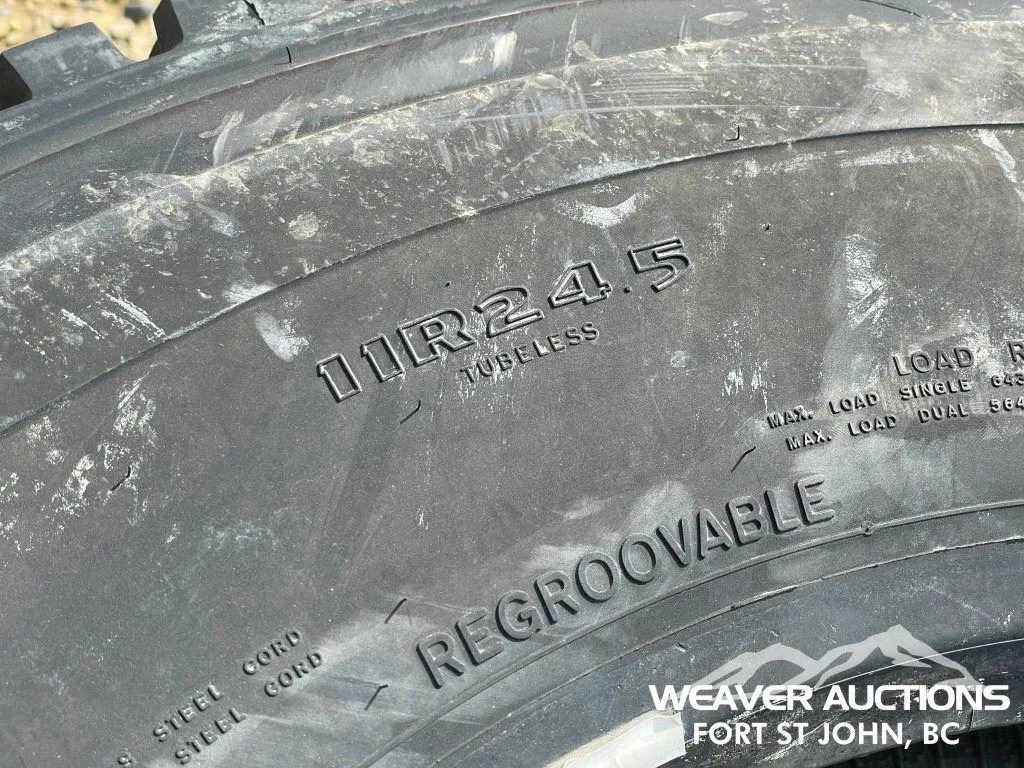 11R24.5
TUBELESS
LOAD
MAX. LOAD SINGLE
MAX. LOAD DUAL
REGROOVABLE
STEEL CORD
STEEL CORD
WEAVER AUCTIONS
FORT ST JOHN, BC